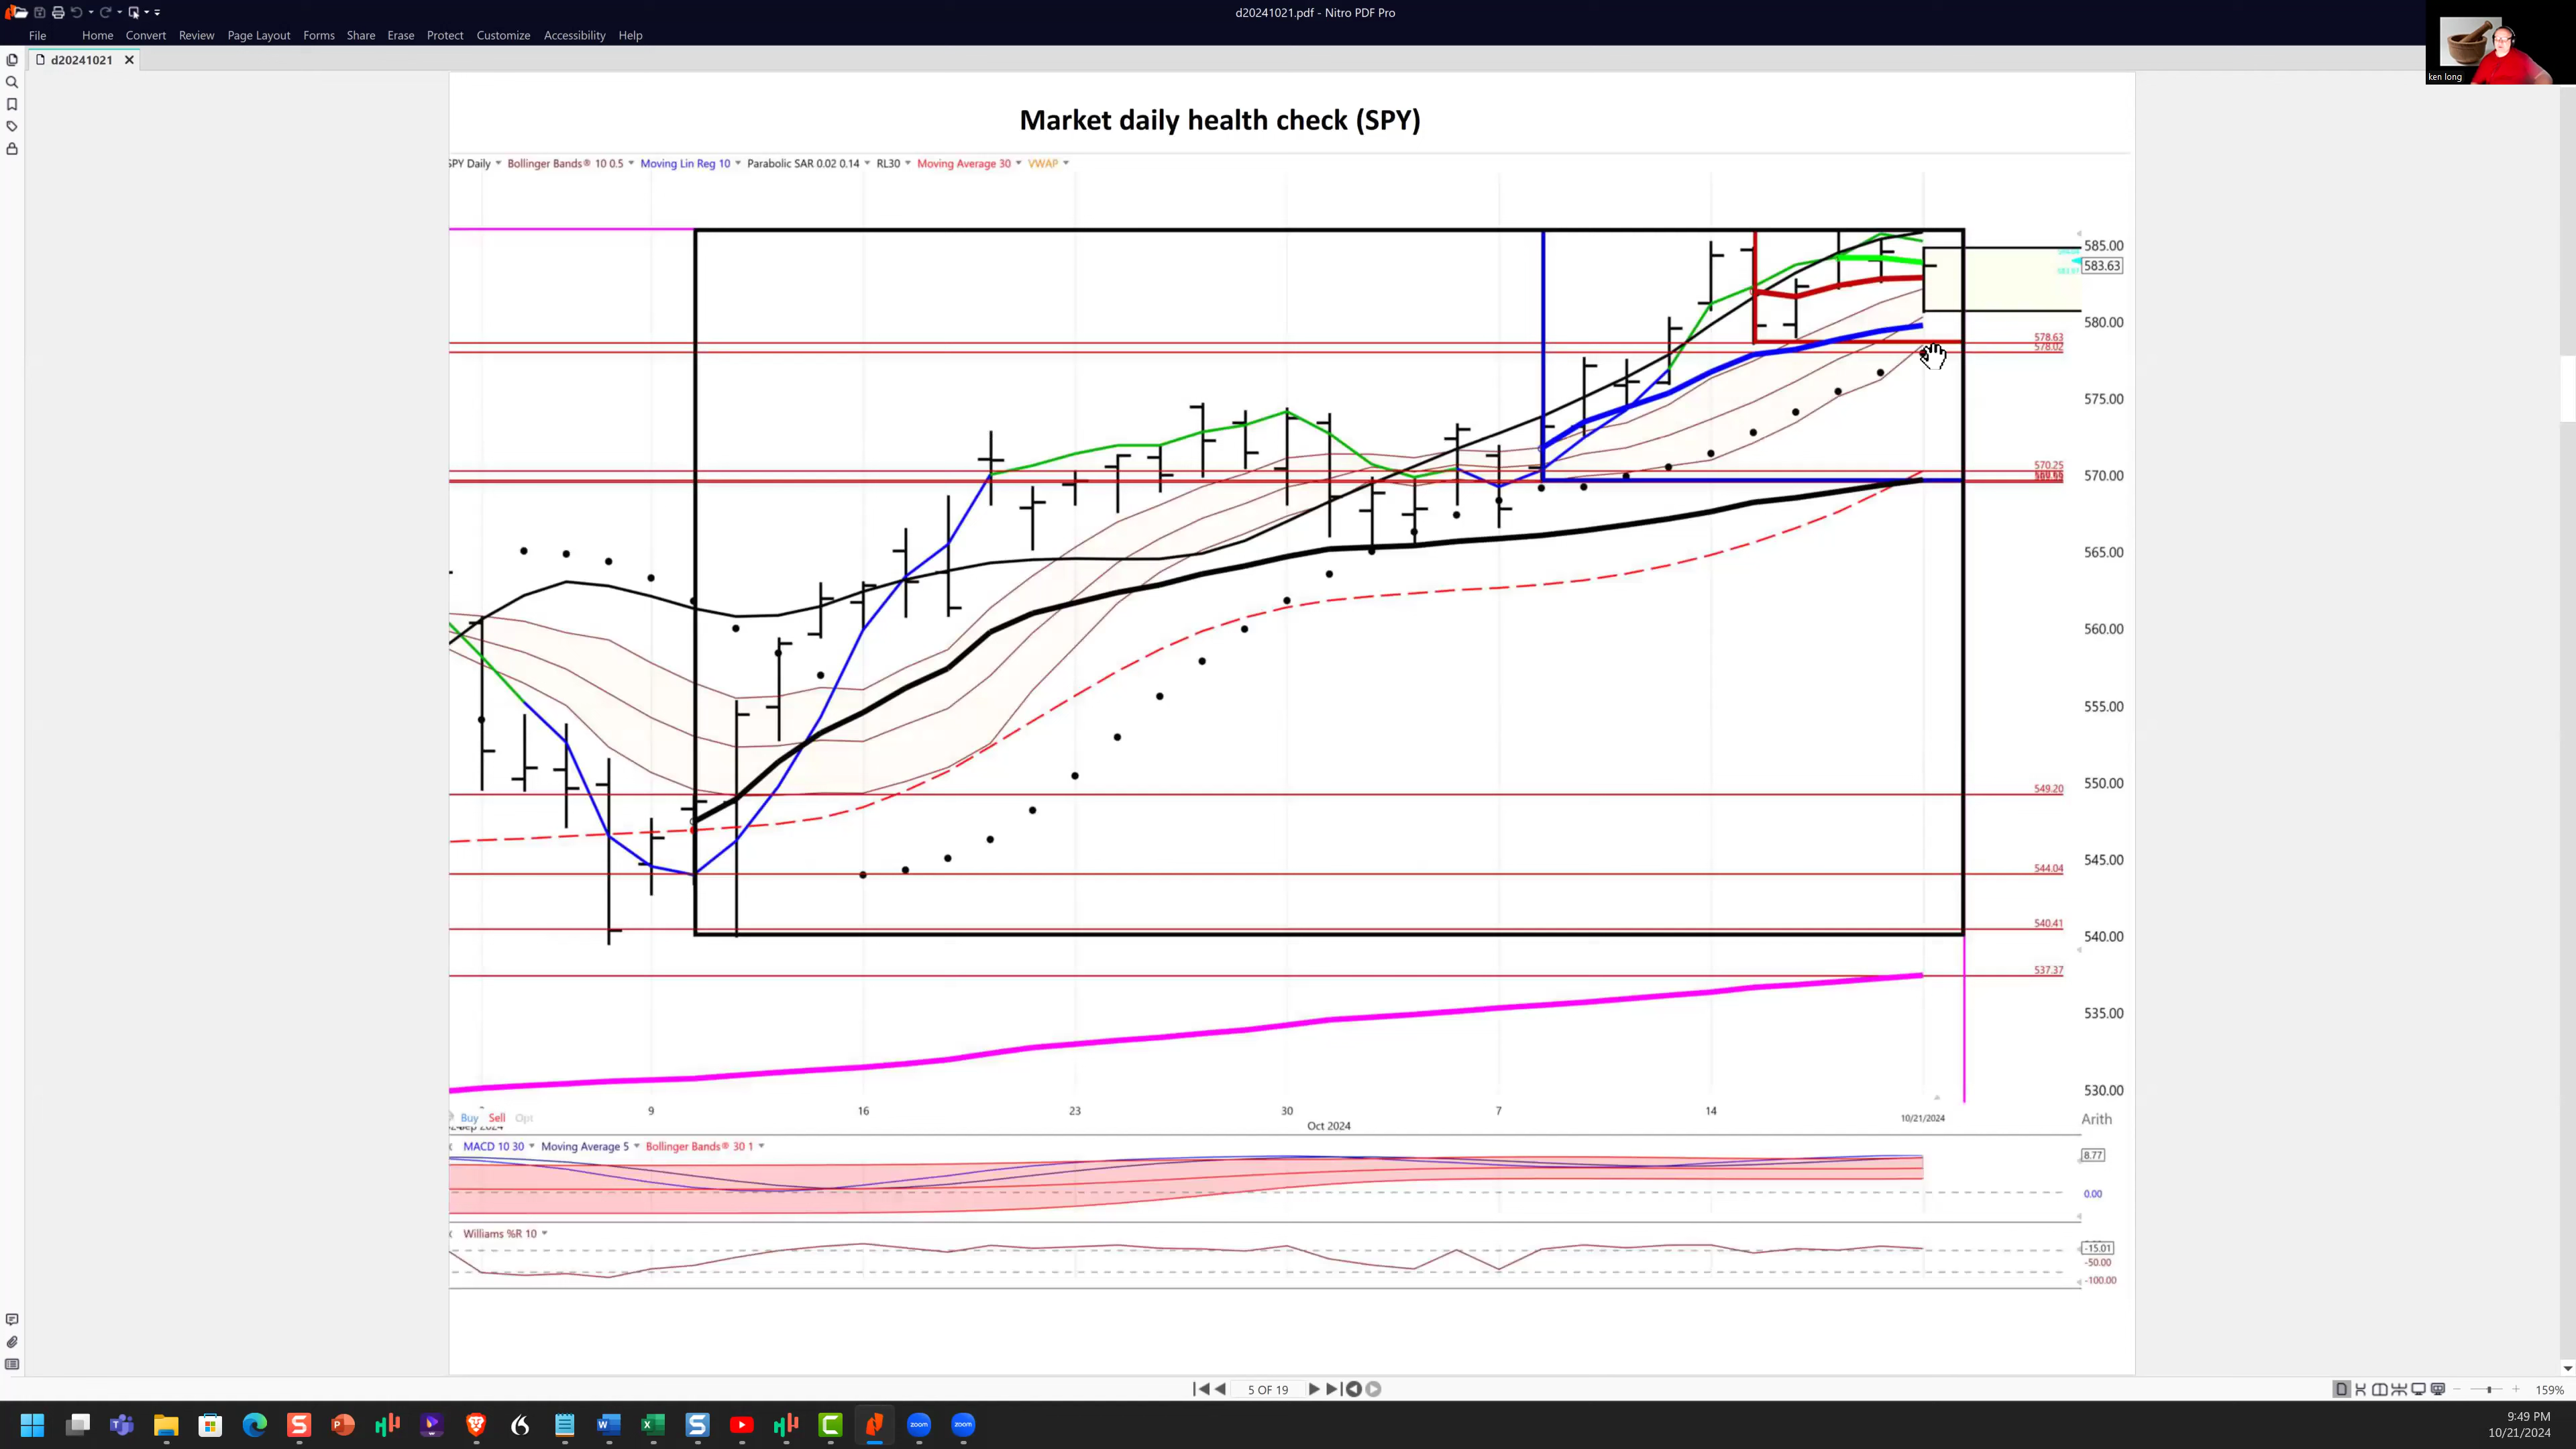 d20241021.pdf - Nitro PDF Pro
File Home Convert Review Page Layout Forms Share Erase Protect Customize Accessibility Help
d20241021
ken long
Market daily health check (SPY)
SPY Daily Bollinger Bands® 10 0.5 Moving Lin Reg 10 Parabolic SAR 0.02 0.14 RL30 Moving Average 30 VWAP
585.00
583.63
580.00
578.63
578.02
575.00
570.25
570.00
565.00
560.00
555.00
550.00
549.20
545.00
544.04
540.41
540.00
537.37
535.00
530.00
9 16 23 30 7 14 10/21/2024
Buy Sell Opt
Arith
Sep 2024 Oct 2024
MACD 10 30 Moving Average 5 Bollinger Bands® 30 1
8.77
0.00
Williams %R 10
-15.01
-50.00
-100.00
5 OF 19
159%
zoom zoom
9:49 PM
10/21/2024